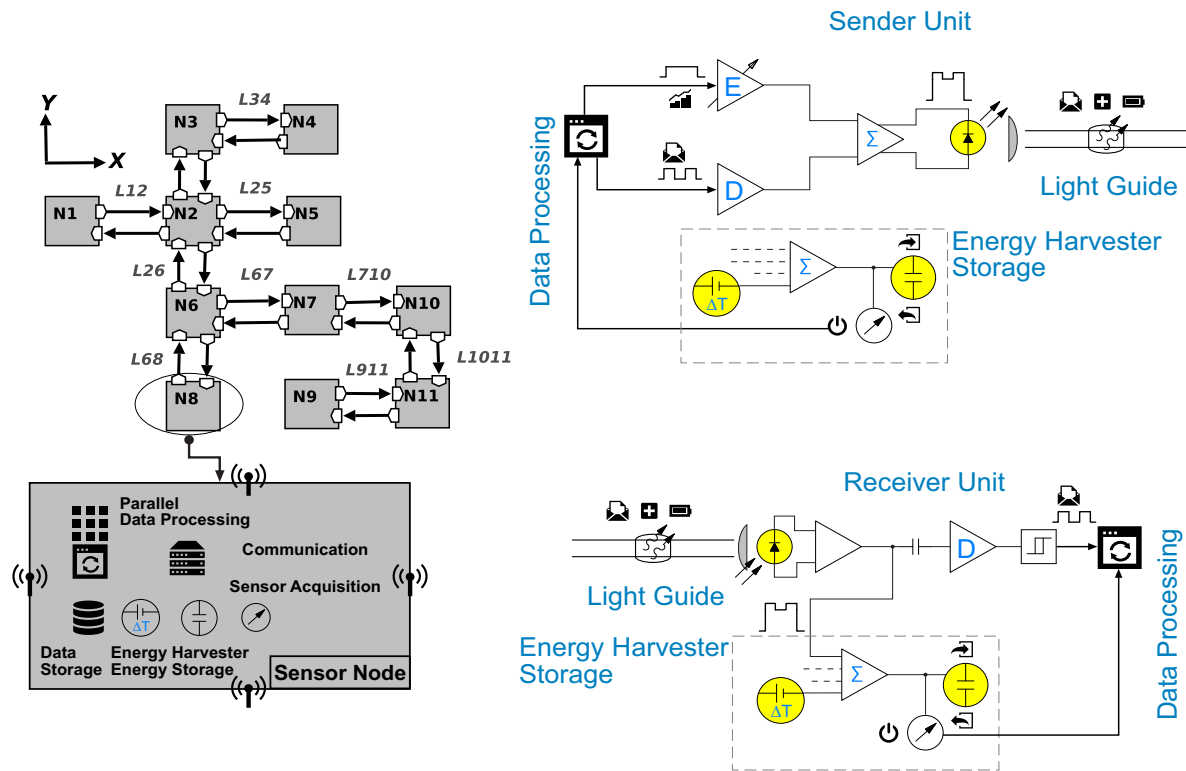 Y
X
N3
L34
N4
N1
L12
N2
L25
N5
L26
N6
L67
N7
L710
N10
L68
L1011
N8
N9
L911
N11
Parallel
Data Processing
Communication
Sensor Acquisition
ΔT
Data
Storage
Energy Harvester
Energy Storage
Sensor Node
Sender Unit
Data Processing
E
D
Σ
Light Guide
Energy Harvester
Storage
Σ
ΔT
Receiver Unit
Light Guide
D
Data Processing
Energy Harvester
Storage
Σ
ΔT